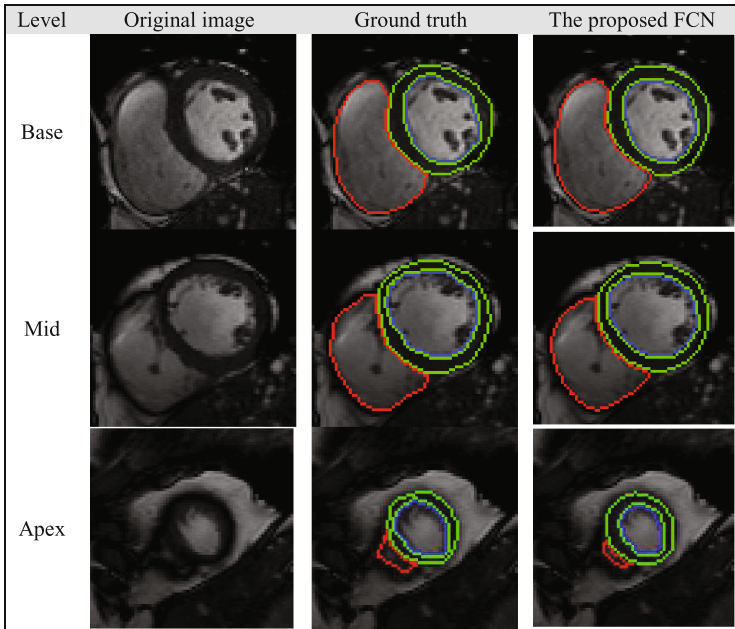 Level Original image Ground truth The proposed FCN
Base
Mid
Apex